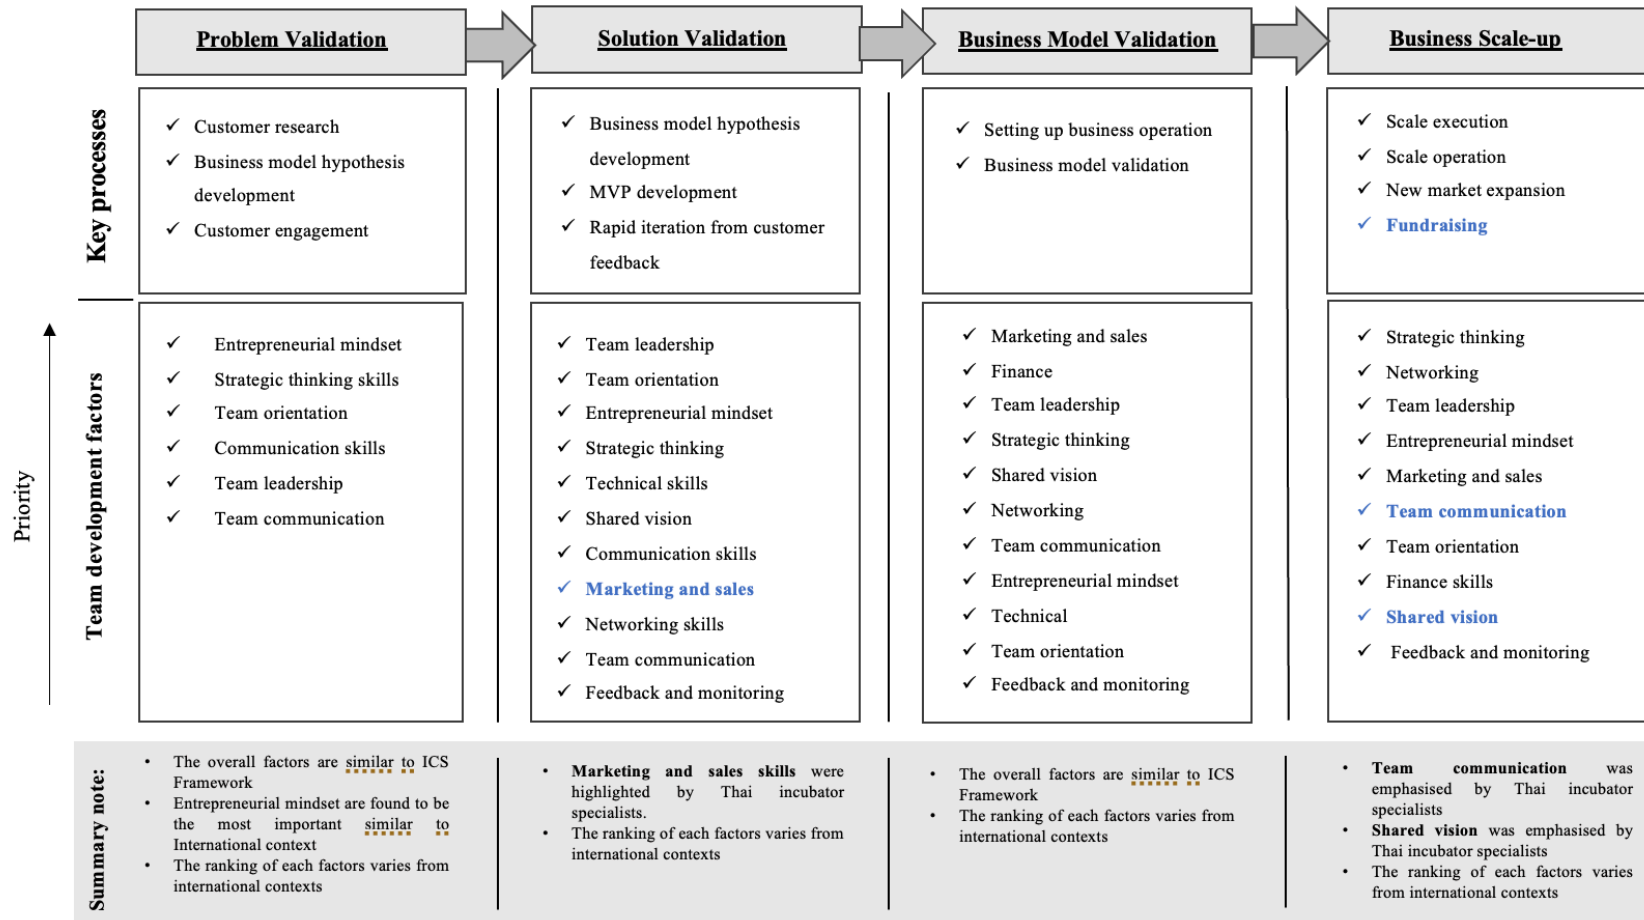 Problem Validation
Solution Validation
Business Model Validation
Business Scale-up
Key processes
✓ Customer research
✓ Business model hypothesis
development
✓ Customer engagement
✓ Business model hypothesis
development
✓ MVP development
✓ Rapid iteration from customer
feedback
✓ Setting up business operation
✓ Business model validation
✓ Scale execution
✓ Scale operation
✓ New market expansion
✓ Fundraising
Priority
Team development factors
✓ Entrepreneurial mindset
✓ Strategic thinking skills
✓ Team orientation
✓ Communication skills
✓ Team leadership
✓ Team communication
✓ Team leadership
✓ Team orientation
✓ Entrepreneurial mindset
✓ Strategic thinking
✓ Technical skills
✓ Shared vision
✓ Communication skills
✓ Marketing and sales
✓ Networking skills
✓ Team communication
✓ Feedback and monitoring
✓ Marketing and sales
✓ Finance
✓ Team leadership
✓ Strategic thinking
✓ Shared vision
✓ Networking
✓ Team communication
✓ Entrepreneurial mindset
✓ Technical
✓ Team orientation
✓ Feedback and monitoring
✓ Strategic thinking
✓ Networking
✓ Team leadership
✓ Entrepreneurial mindset
✓ Marketing and sales
✓ Team communication
✓ Team orientation
✓ Finance skills
✓ Shared vision
✓ Feedback and monitoring
Summary note:
• The overall factors are similar to ICS
Framework
• Entrepreneurial mindset are found to be
the most important similar to
International context
• The ranking of each factors varies from
international contexts
• Marketing and sales skills were
highlighted by Thai incubator
specialists.
• The ranking of each factors varies from
international contexts
• The overall factors are similar to ICS
Framework
• The ranking of each factors varies from
international contexts
• Team communication was
emphasised by Thai incubator
specialists
• Shared vision was emphasised by
Thai incubator specialists
• The ranking of each factors varies
from international contexts